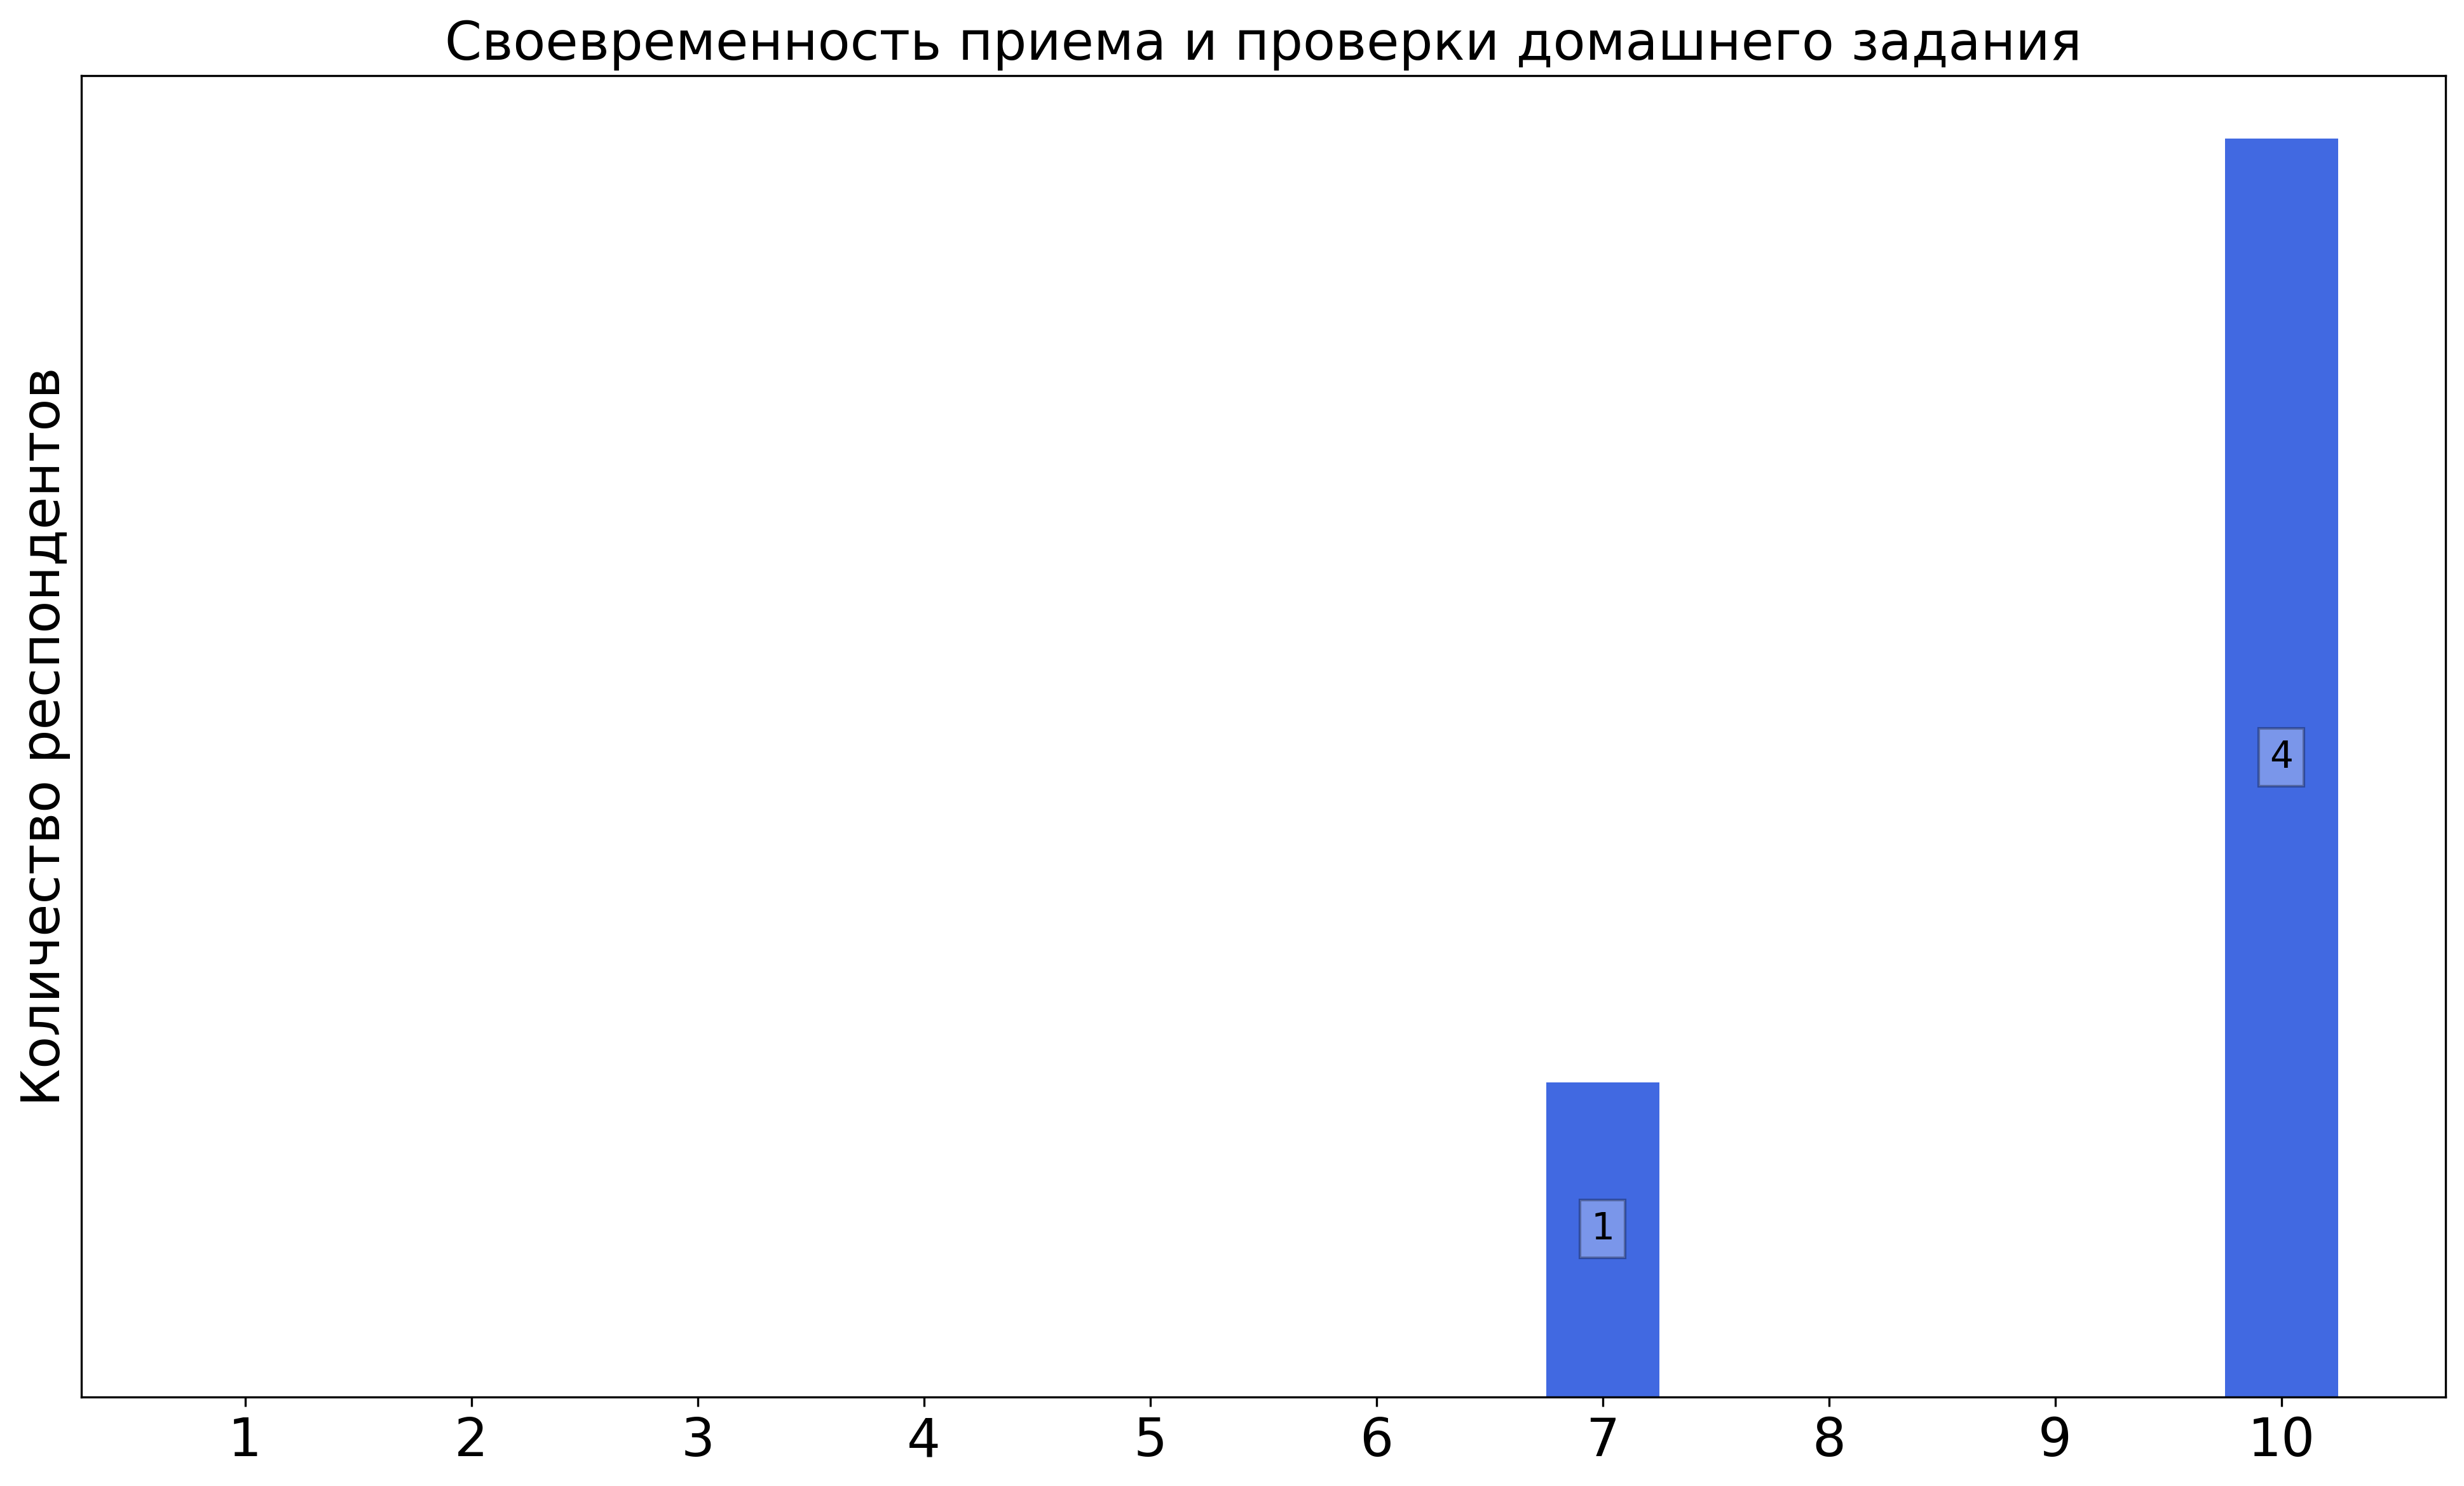 Своевременность приема и проверки домашнего задания
Количество респондентов
4
1
1 2 3 4 5 6 7 8 9 10